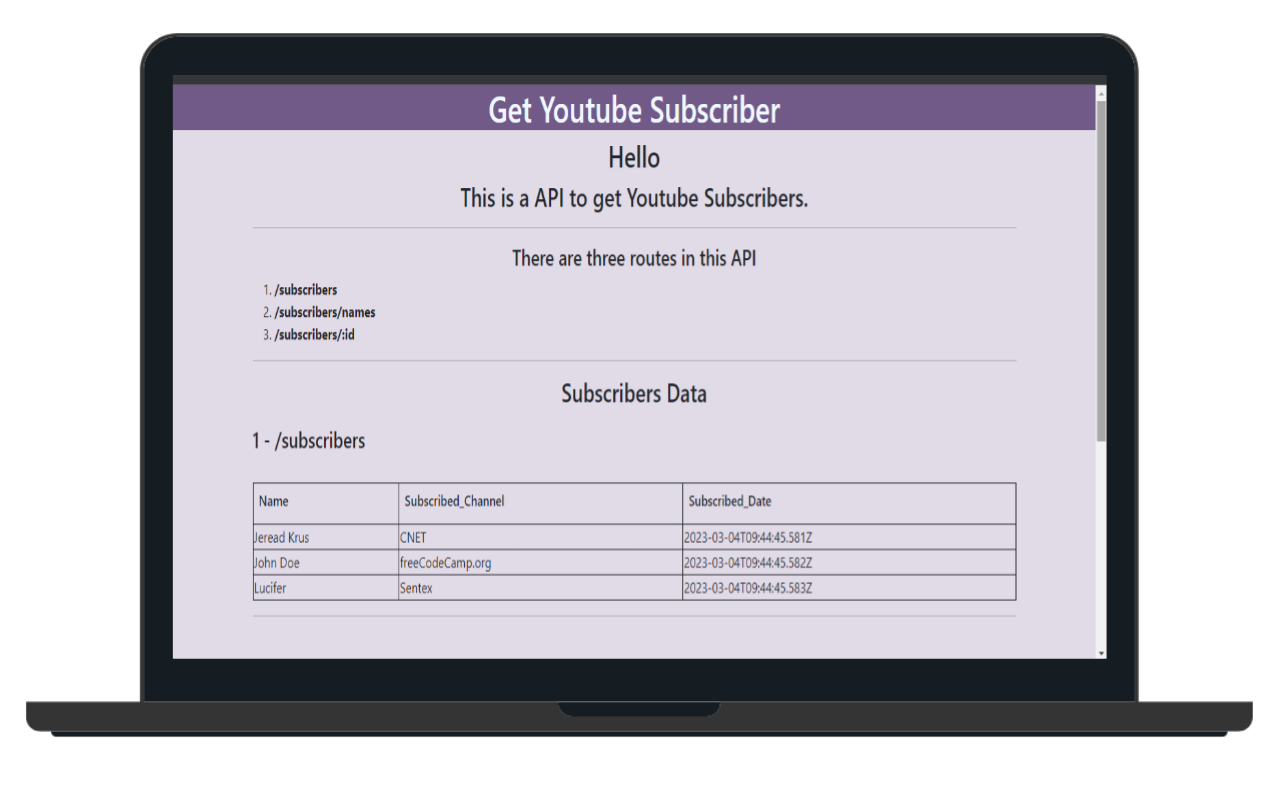 Get Youtube Subscriber
Hello
This is a API to get Youtube Subscribers.
There are three routes in this API
1. /subscribers
2. /subscribers/names
3. /subscribers/:id
Subscribers Data
1 - /subscribers
Name Subscribed_Channel Subscribed_Date
Jeread Krus CNET 2023-03-04T09:44:45.581Z
John Doe freeCodeCamp.org 2023-03-04T09:44:45.582Z
Lucifer Sentex 2023-03-04T09:44:45.583Z